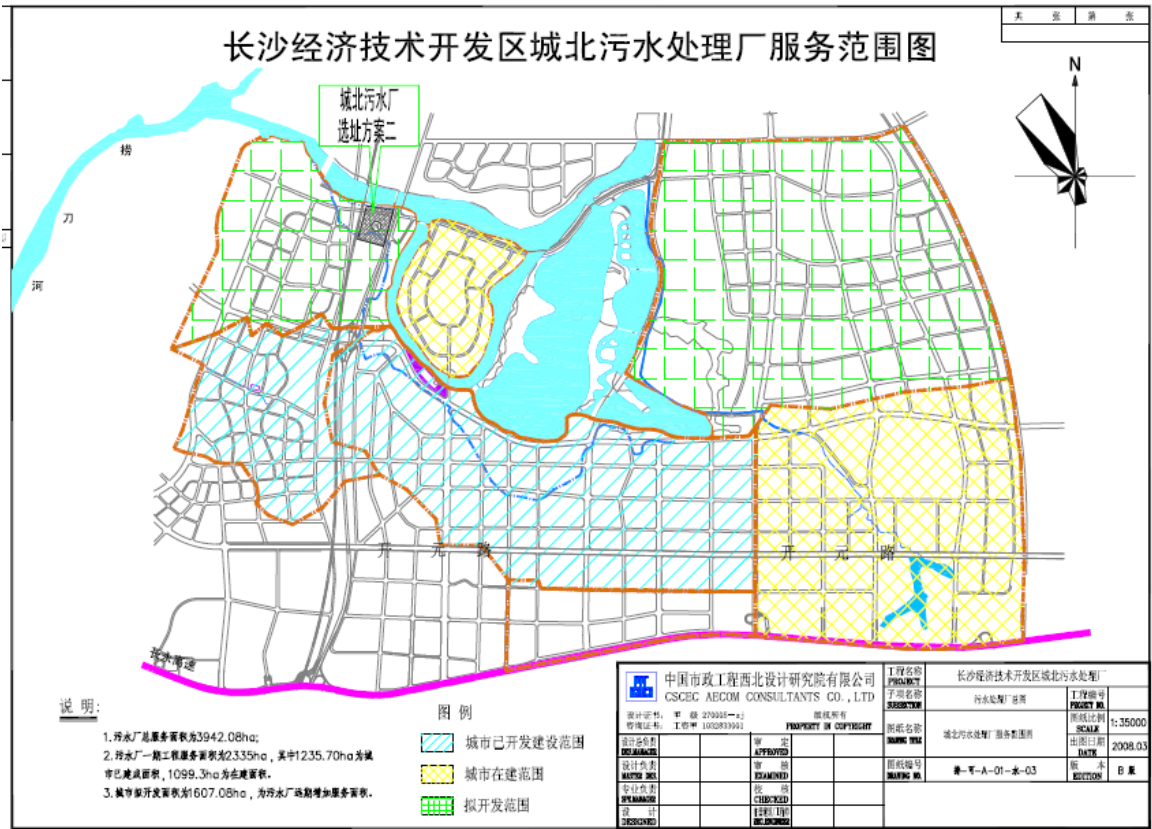 共 张 第 张
长沙经济技术开发区城北污水处理厂服务范围图
N
城北污水厂
选址方案二
捞
刀
河
开 元 路
开 元 路
长永高速
说 明:
1.污水厂总服务面积为3942.08ha;
2.污水厂一期工程服务面积为2335ha，其中1235.70ha为城
市已建成面积，1099.3ha为在建面积。
3.城市拟开发面积为1607.08ha，为污水厂远期增加服务面积。
图 例
城市已开发建设范围
城市在建范围
拟开发范围
中国市政工程西北设计研究院有限公司
CSCEC AECOM CONSULTANTS CO.,LTD
版权所有
PROPERTY IN COPYRIGHT
设计总负责
审 定
APPROVED
设计负责
审 核
EXAMINED
专业负责
校 核
CHECKED
设 计
DESIGNED
工程名称
PROJECT
长沙经济技术开发区城北污水处理厂
子项名称
污水处理厂总图
工程编号
PROJECT NO.
图纸名称
城北污水处理厂服务范围图
图纸比例
SCALE
1:35000
出图日期
DATE
2008.03
图纸编号
版 本
EDITION
B 版